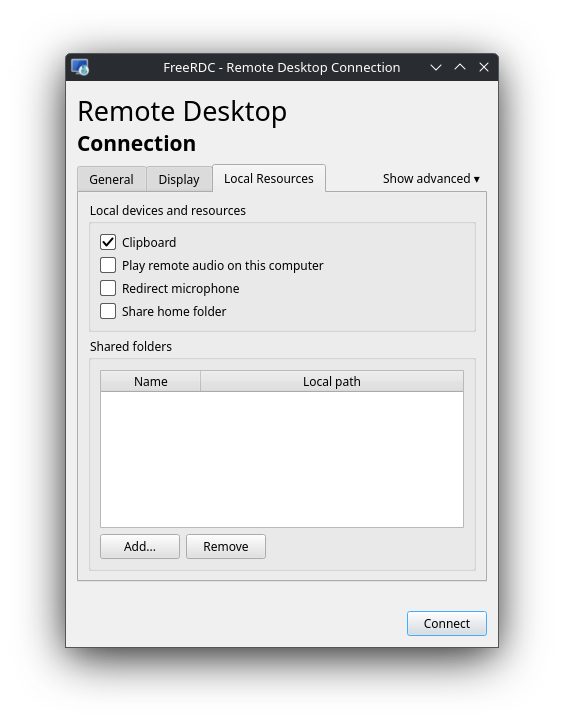 FreeRDC - Remote Desktop Connection
Remote Desktop
Connection
General Display Local Resources Show advanced ▾
Local devices and resources
Clipboard
Play remote audio on this computer
Redirect microphone
Share home folder
Shared folders
Name Local path
Add... Remove
Connect